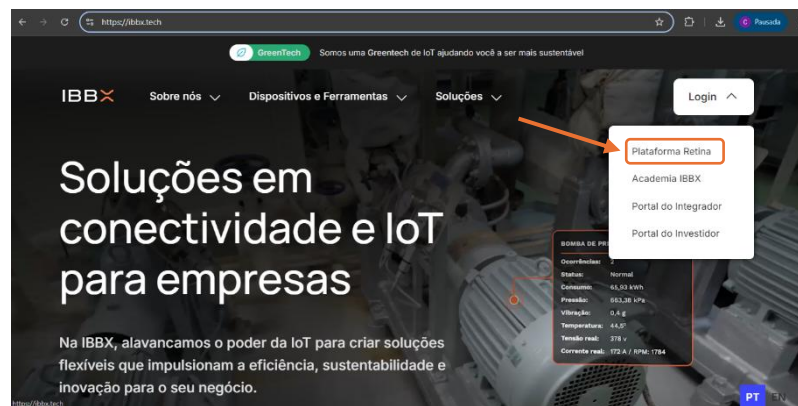 https://ibbx.tech
C Pausada
GreenTech Somos uma Greentech de IoT ajudando você a ser mais sustentável
IBBX Sobre nós Dispositivos e Ferramentas Soluções Login
Plataforma Retina
Academia IBBX
Portal do Integrador
Portal do Investidor
Soluções em
conectividade e IoT
para empresas
Na IBBX, alavancamos o poder da IoT para criar soluções
flexíveis que impulsionam a eficiência, sustentabilidade e
inovação para o seu negócio.
BOMBA DE
Ocorrências: 2
Status: Normal
Consumo: 65,93 kWh
Pressão: 663,38 kPa
Vibração: 0,4 g
Temperatura: 44,5°
Tensão real: 378 v
Corrente real: 172 A / RPM: 1784
PT EN
https://ibbx.tech